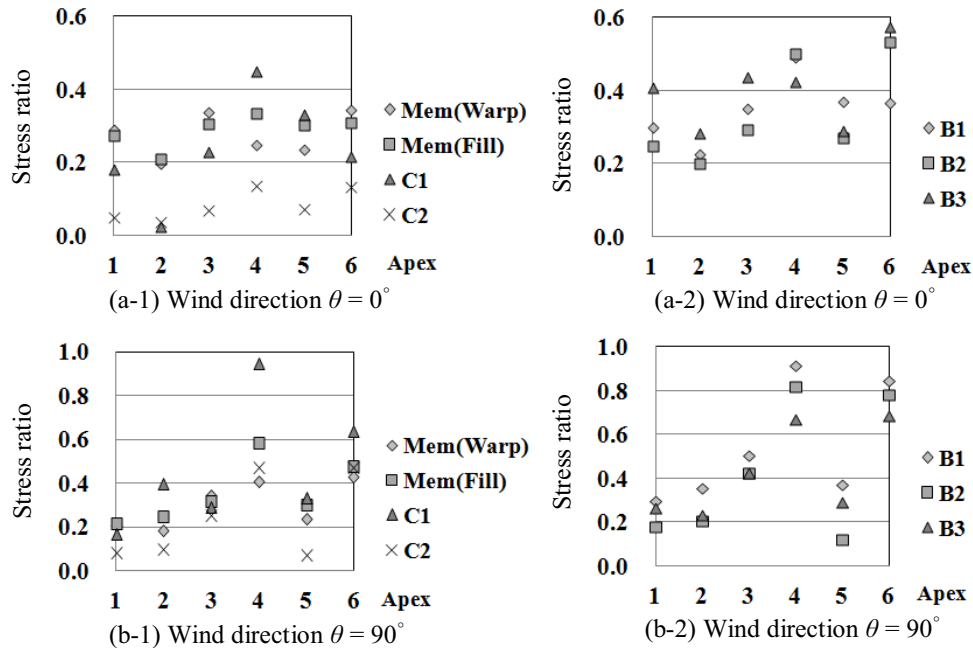 Stress ratio
0.6
0.4
0.2
0.0
1 2 3 4 5 6 Apex
Mem(Warp)
Mem(Fill)
C1
C2
(a-1) Wind direction θ = 0°
Stress ratio
0.6
0.4
0.2
0.0
1 2 3 4 5 6 Apex
B1
B2
B3
(a-2) Wind direction θ = 0°
Stress ratio
1.0
0.8
0.6
0.4
0.2
0.0
1 2 3 4 5 6 Apex
Mem(Warp)
Mem(Fill)
C1
C2
(b-1) Wind direction θ = 90°
Stress ratio
1.0
0.8
0.6
0.4
0.2
0.0
1 2 3 4 5 6 Apex
B1
B2
B3
(b-2) Wind direction θ = 90°